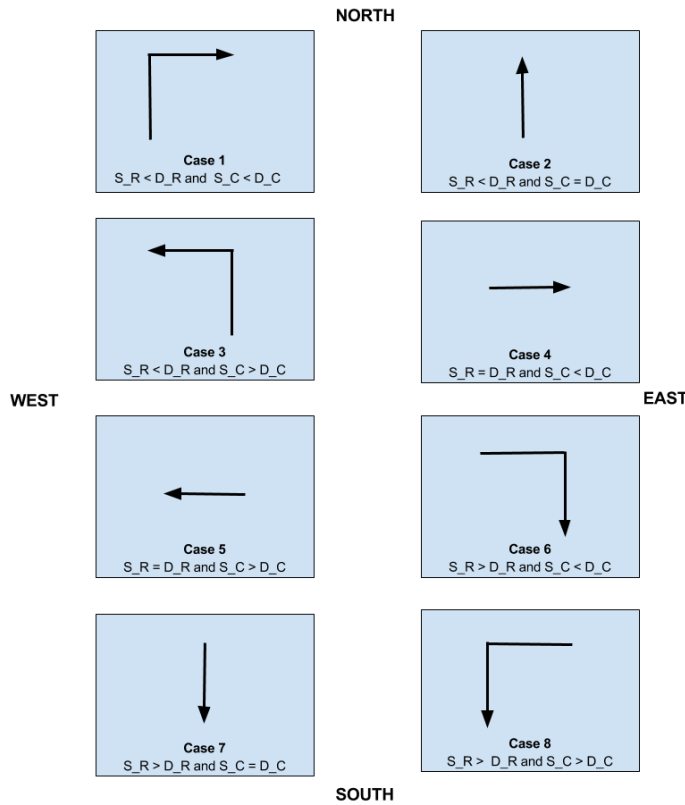 NORTH
Case 1
S_R < D_R and  S_C < D_C
Case 2
S_R < D_R and S_C = D_C
Case 3
S_R < D_R and S_C > D_C
Case 4
S_R = D_R and S_C < D_C
WEST
EAST
Case 5
S_R = D_R and S_C > D_C
Case 6
S_R > D_R and S_C < D_C
Case 7
S_R > D_R and S_C = D_C
Case 8
S_R >  D_R and S_C > D_C
SOUTH